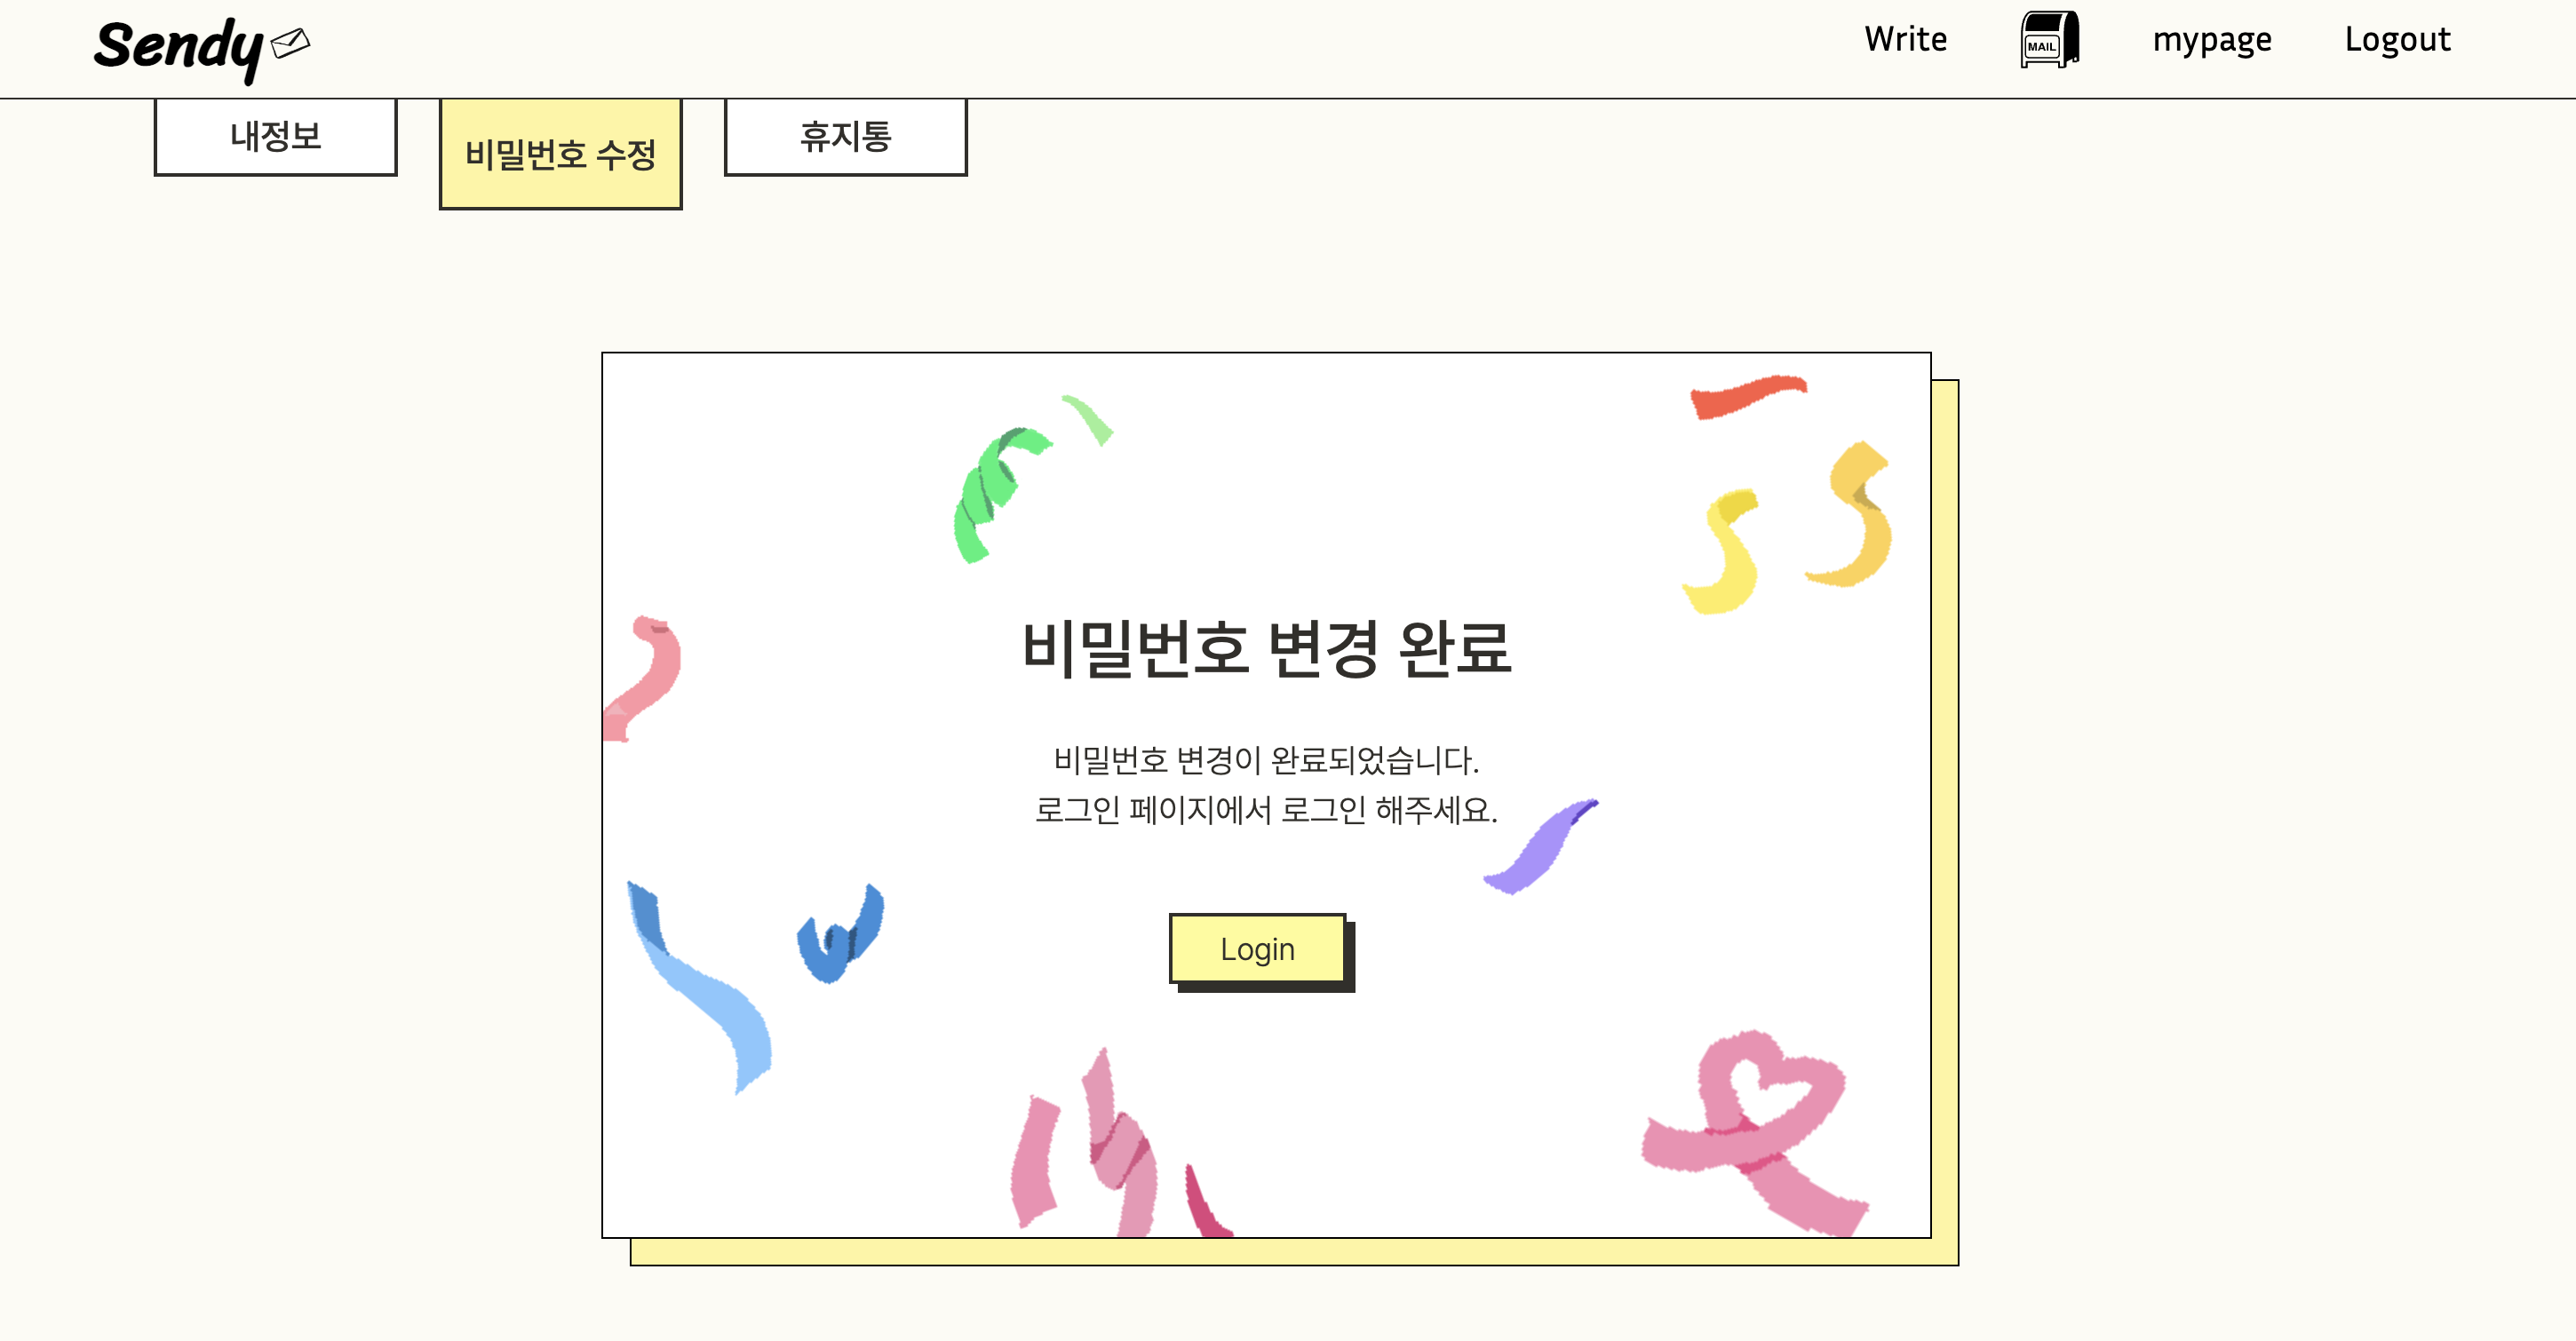 Sendy
Write
MAIL
mypage
Logout
내정보
비밀번호 수정
휴지통
비밀번호 변경 완료
비밀번호 변경이 완료되었습니다.
로그인 페이지에서 로그인 해주세요.
Login